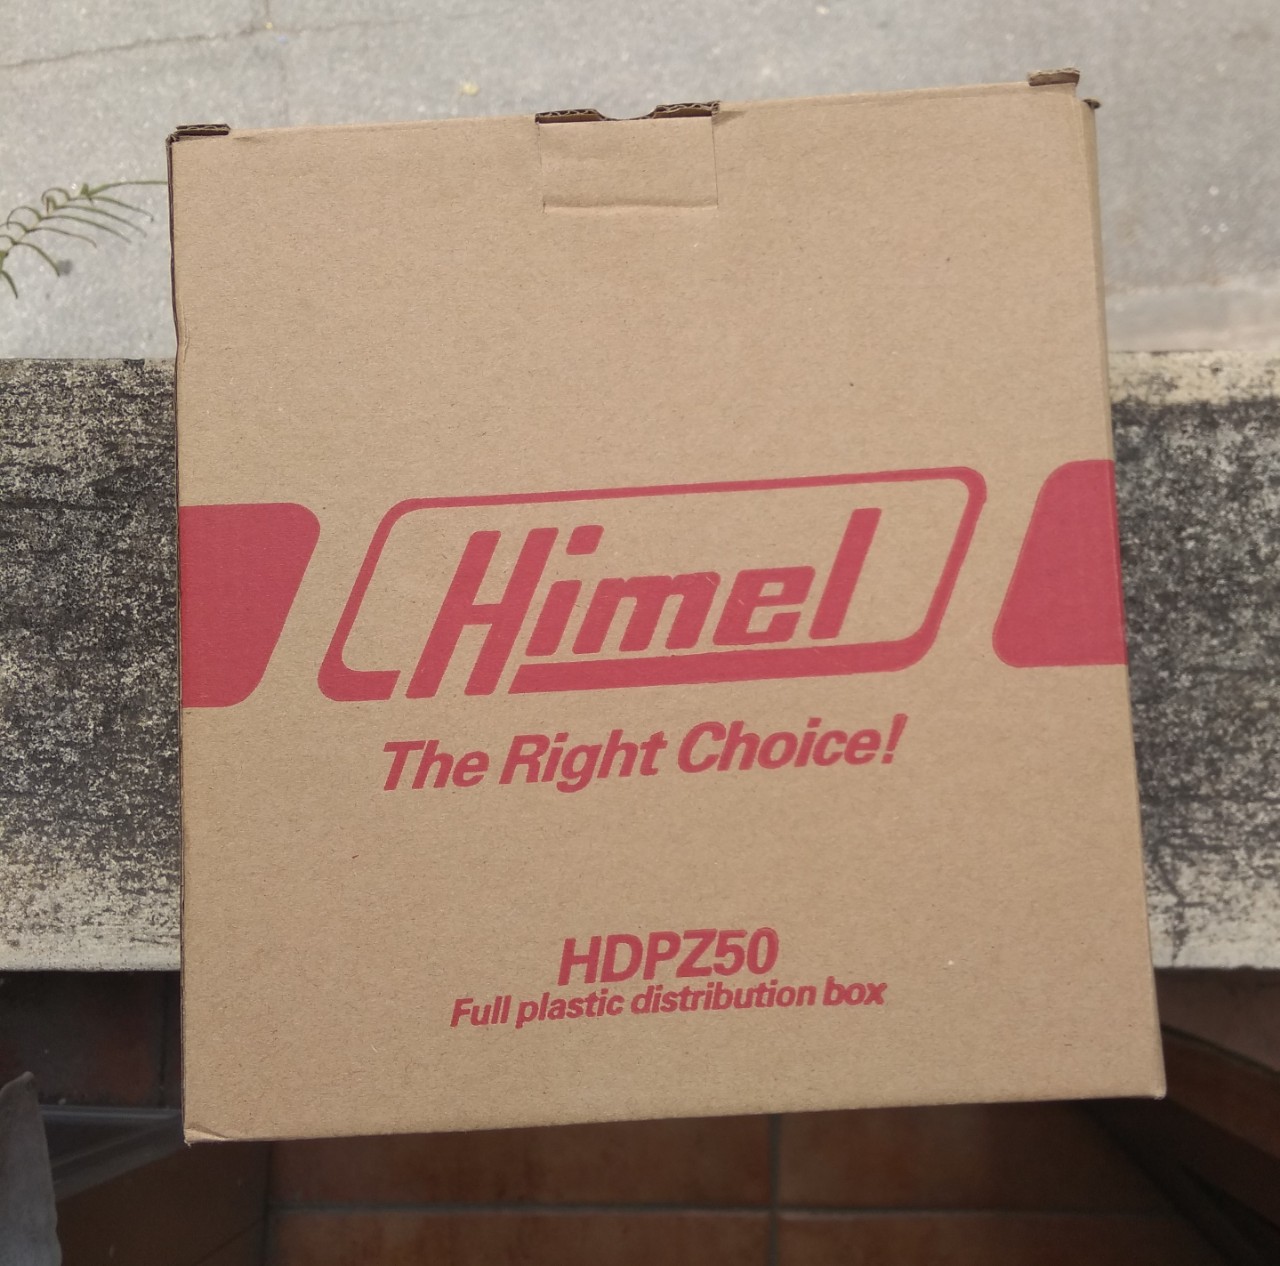 Himel
The Right Choice!
HDPZ50
Full plastic distribution box